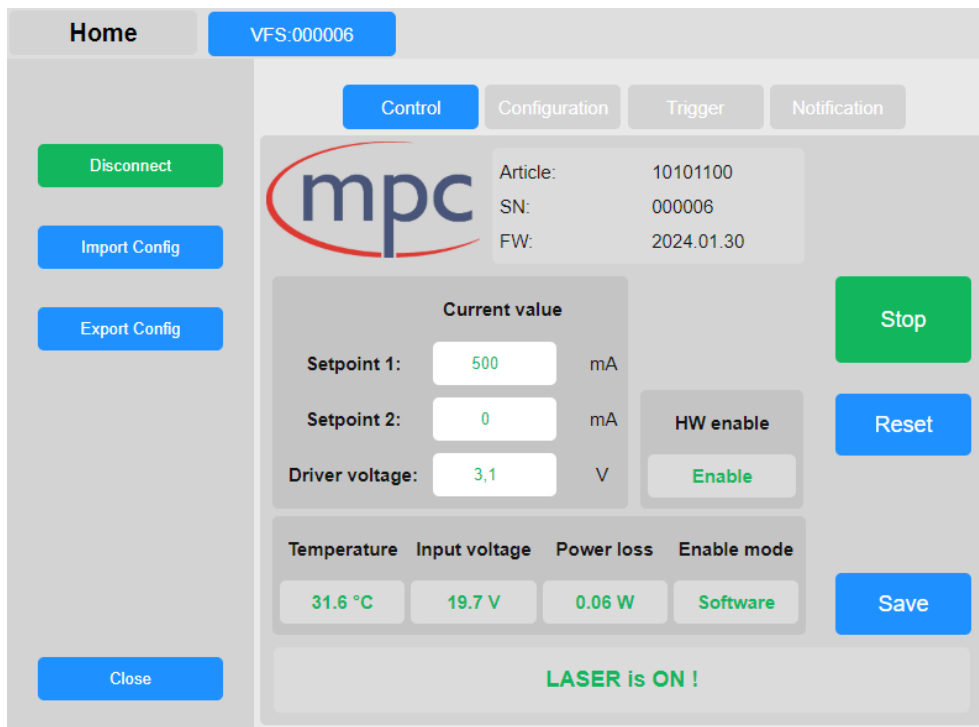 Home VFS:000006
Control Configuration Trigger Notification
Disconnect
Import Config
Export Config
Close
mpc
Article: 10101100
SN: 000006
FW: 2024.01.30
Current value
Setpoint 1: 500 mA
Setpoint 2: 0 mA
Driver voltage: 3,1 V
HW enable
Enable
Stop
Reset
Temperature Input voltage Power loss Enable mode
31.6 °C 19.7 V 0.06 W Software
Save
LASER is ON !